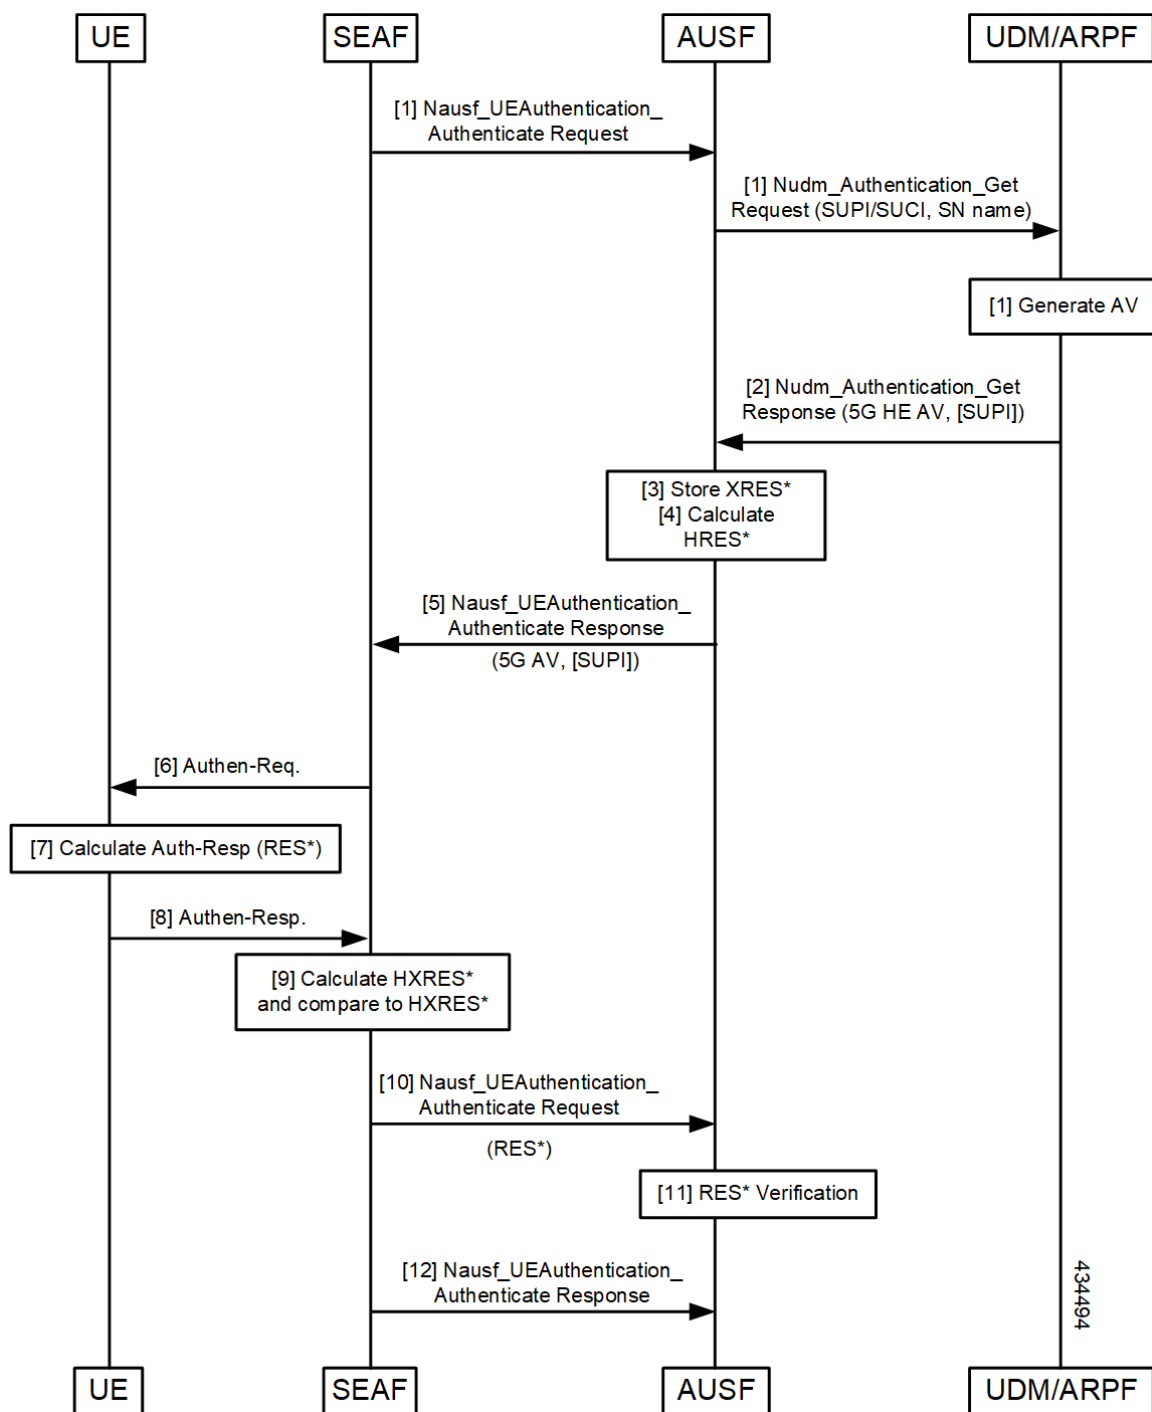 UE
SEAF
AUSF
UDM/ARPF
[1] Nausf_UEAuthentication_
Authenticate Request
[1] Nudm_Authentication_Get
Request (SUPI/SUCI, SN name)
[1] Generate AV
[2] Nudm_Authentication_Get
Response (5G HE AV, [SUPI])
[3] Store XRES*
[4] Calculate
HRES*
[5] Nausf_UEAuthentication_
Authenticate Response
(5G AV, [SUPI])
[6] Authen-Req.
[7] Calculate Auth-Resp (RES*)
[8] Authen-Resp.
[9] Calculate HXRES*
and compare to HXRES*
[10] Nausf_UEAuthentication_
Authenticate Request
(RES*)
[11] RES* Verification
[12] Nausf_UEAuthentication_
Authenticate Response
434494
UE
SEAF
AUSF
UDM/ARPF